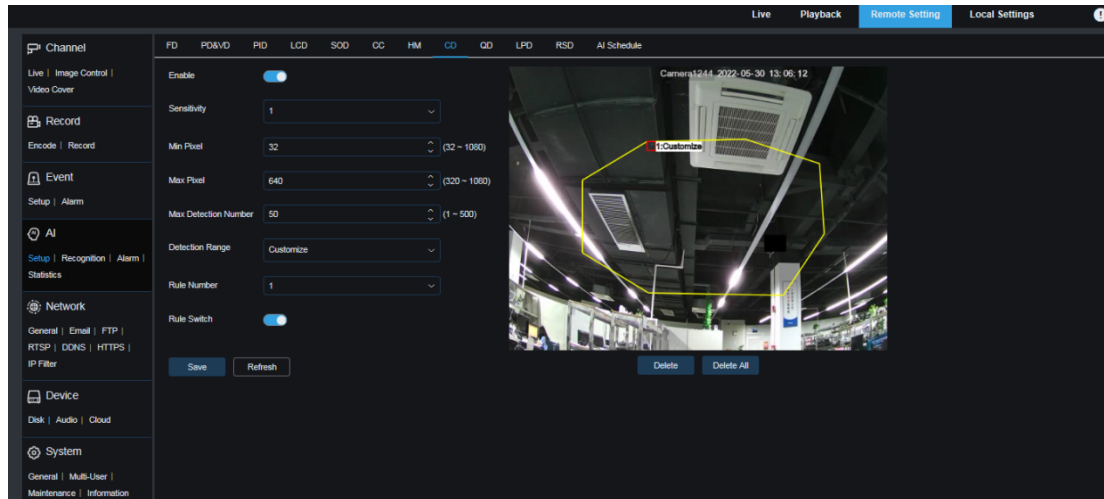 Live Playback Remote Setting Local Settings
Channel
Live | Image Control |
Video Cover
Record
Encode | Record
Event
Setup | Alarm
AI
Setup | Recognition | Alarm |
Statistics
Network
General | Email | FTP |
RTSP | DDNS | HTTPS |
IP Filter
Device
Disk | Audio | Cloud
System
General | Multi-User |
Maintenance | Information
FD PD&VD PID LCD SOD CC HM CD QD LPD RSD AI Schedule
Enable
Sensitivity 1
Min Pixel 32 (32 ~ 1080)
Max Pixel 640 (320 ~ 1080)
Max Detection Number 50 (1 ~ 500)
Detection Range Customize
Rule Number 1
Rule Switch
Save Refresh
Camera1244 2022-05-30 13:06:12
1:Customize
Delete Delete All